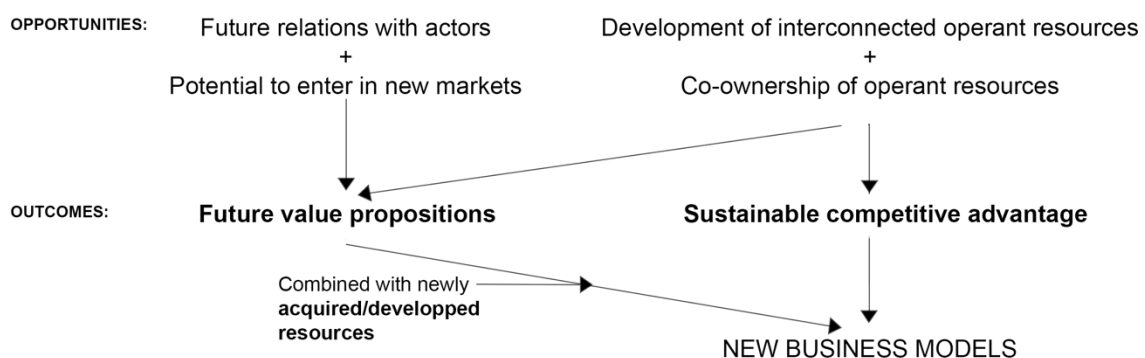 OPPORTUNITIES: Future relations with actors Development of interconnected operant resources
+ +
Potential to enter in new markets Co-ownership of operant resources
OUTCOMES: Future value propositions Sustainable competitive advantage
Combined with newly
acquired/developped
resources
NEW BUSINESS MODELS